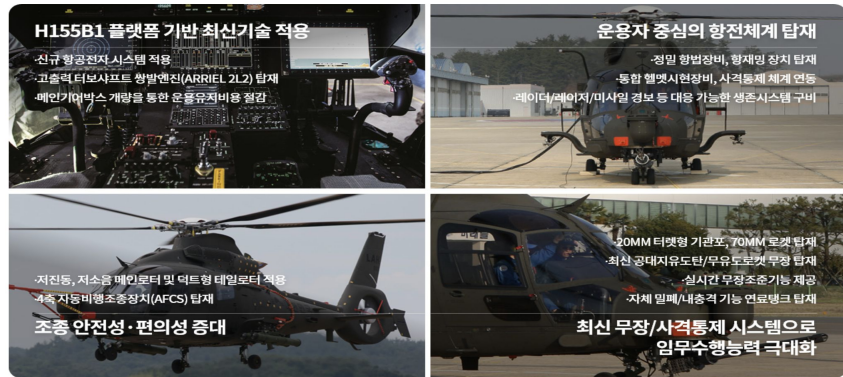 H155B1 플랫폼 기반 최신기술 적용
·신규 항공전자 시스템 적용
·고출력 터보샤프트 쌍발엔진(ARRIEL 2L2) 탑재
·메인기어박스 개량을 통한 운용유지비용 절감
운용자 중심의 항전체계 탑재
·정밀 항법장비, 항재밍 장치 탑재
·통합 헬멧시현장비, 사격통제 체계 연동
·레이더/레이저/미사일 경보 등 대응 가능한 생존시스템 구비
·저진동, 저소음 메인로터 및 덕트형 테일로터 적용
·4축 자동비행조종장치(AFCS) 탑재
조종 안전성·편의성 증대
·20MM 터렛형 기관포, 70MM 로켓 탑재
·최신 공대지유도탄/무유도로켓 무장 탑재
·실시간 무장조준기능 제공
·자체 밀폐/내충격 기능 연료탱크 탑재
최신 무장/사격통제 시스템으로
임무수행능력 극대화